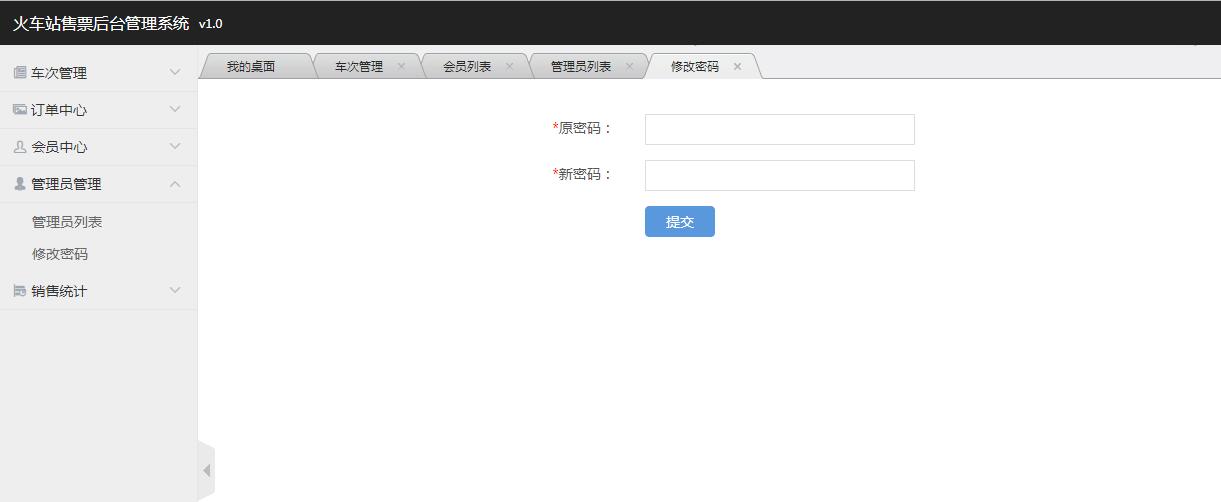 火车站售票后台管理系统 v1.0
我的桌面 车次管理 会员列表 管理员列表 修改密码
车次管理
订单中心
会员中心
管理员管理
管理员列表
修改密码
销售统计
*原密码：
*新密码：
提交